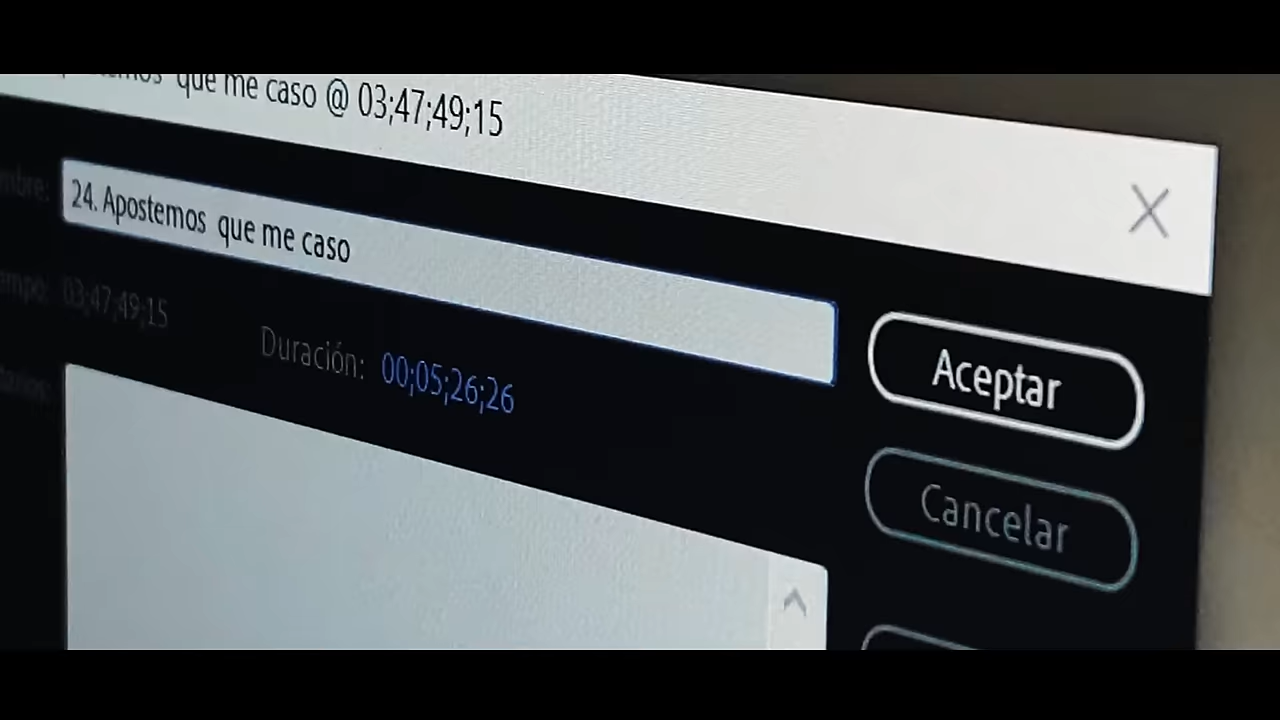 que me caso @ 03;47;49;15
24. Apostemos que me caso
03;47;49;15
Duración: 00;05;26;26
Aceptar
Cancelar